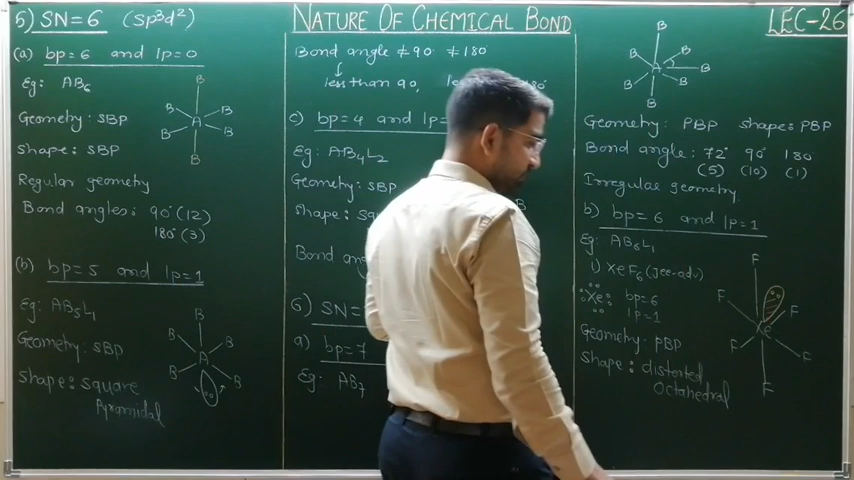 NATURE OF CHEMICAL BOND
LEC-26
5) SN=6 (sp³d²)
(a) bp=6 and lp=0
Eg: AB₆
Geometry: SBP
Shape: SBP
Regular geometry
Bond angles: 90° (12)
180° (3)
B
B
B
A
B
B
B
(b) bp=5 and lp=1
Eg: AB₅L₁
Geometry: SBP
Shape: square
Pyramidal
B
B
B
A
B
B
Bond angle ≠90° ≠180°
less than 90,
c) bp=4 and lp=
Eg: AB₄L₂
Geometry: SBP
Shape:
Bond
B
6) SN=
a) bp=7
Eg: AB₇
B
B
B
A
B
B
B
B
Geometry: PBP shape: PBP
Bond angle: 72° 90° 180
(5) (10) (1)
Irregular geometry
b) bp=6 and lp=1
Eg: AB₆L₁
1) XeF₆ (Jee-adv)
Xe bp=6
lp=1
Geometry: PBP
Shape: distorted
Octahedral
F
F
F
Xe
F
F
F